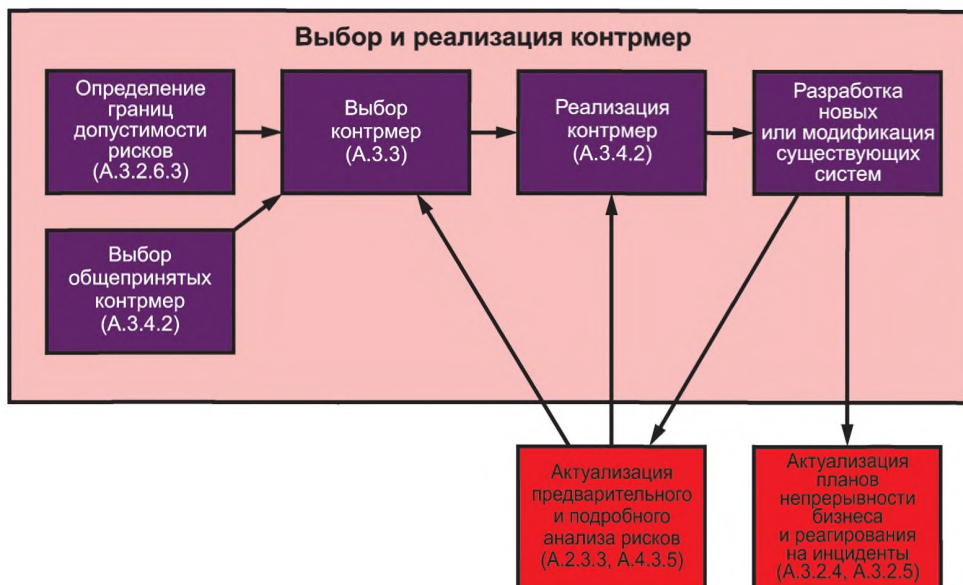 Выбор и реализация контрмер
Определение
границ
допустимости
рисков
(A.3.2.6.3)
Выбор
контрмер
(A.3.3)
Реализация
контрмер
(A.3.4.2)
Разработка
новых
или модификация
существующих
систем
Выбор
общепринятых
контрмер
(A.3.4.2)
Актуализация
предварительного
и подробного
анализа рисков
(A.2.3.3, A.4.3.5)
Актуализация
планов
непрерывности
бизнеса
и реагирования
на инциденты
(A.3.2.4, A.3.2.5)